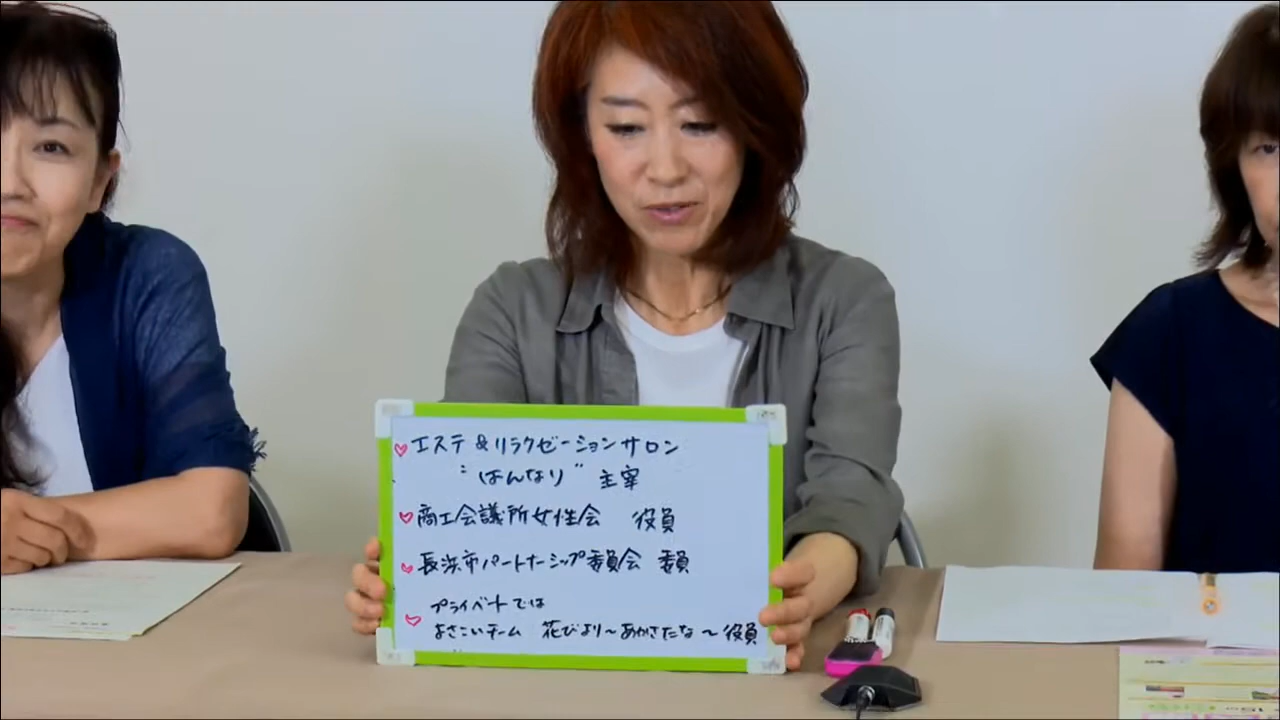 エステ&リラクゼーションサロン
"はんなり" 主宰
商工会議所女性会 役員
長浜市パートナーシップ委員会 委員
プライベートでは
よさこいチーム 花びより~あかさたな~役員